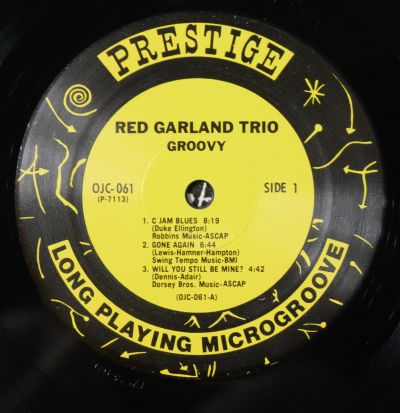 PRESTIGE
RED GARLAND TRIO
GROOVY
OJC-061
(P-7113)
SIDE 1
1. C JAM BLUES 8:19
(Duke Ellington)
Robbins Music-ASCAP
2. GONE AGAIN 6:44
(Lewis-Hamner-Hampton)
Swing Tempo Music-BMI
3. WILL YOU STILL BE MINE? 4:42
(Dennis-Adair)
Dorsey Bros. Music-ASCAP
(OJC-061-A)
LONG PLAYING MICROGROOVE